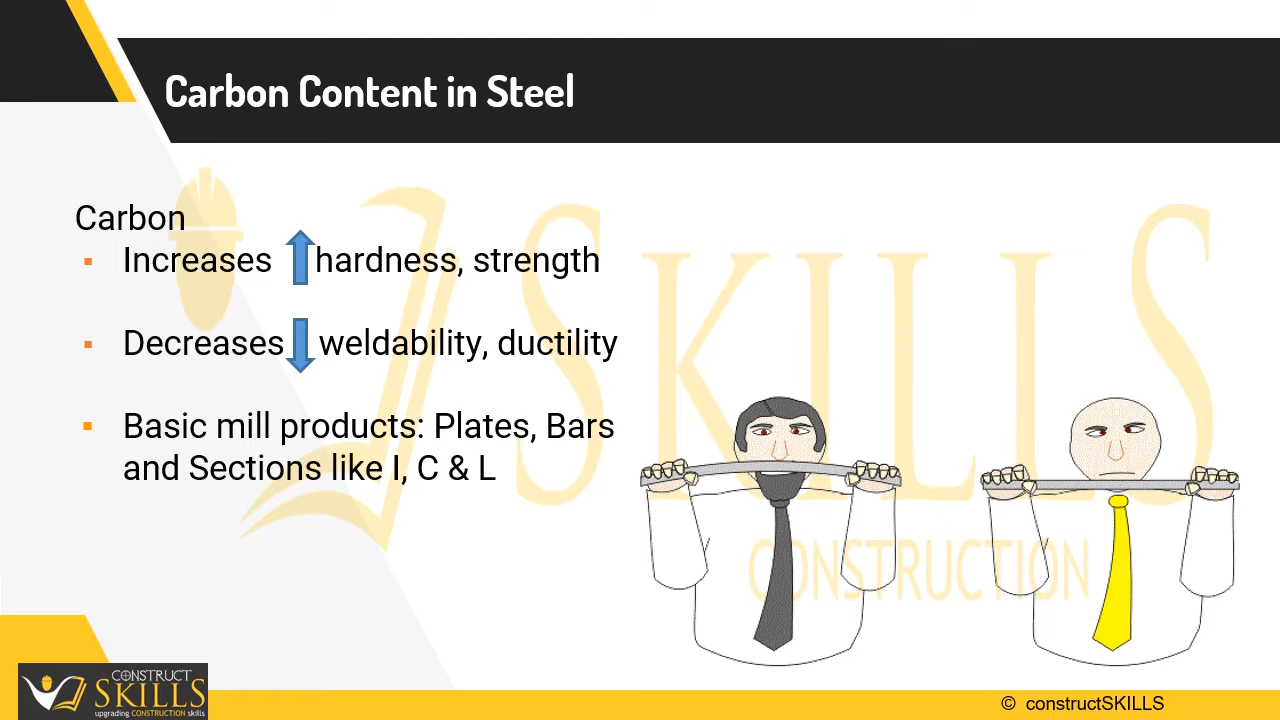 Carbon Content in Steel
Carbon
▪ Increases hardness, strength
▪ Decreases weldability, ductility
▪ Basic mill products: Plates, Bars
and Sections like I, C & L
SKILLS
CONSTRUCTION
CONSTRUCT
SKILLS
upgrading CONSTRUCTION skills
© constructSKILLS